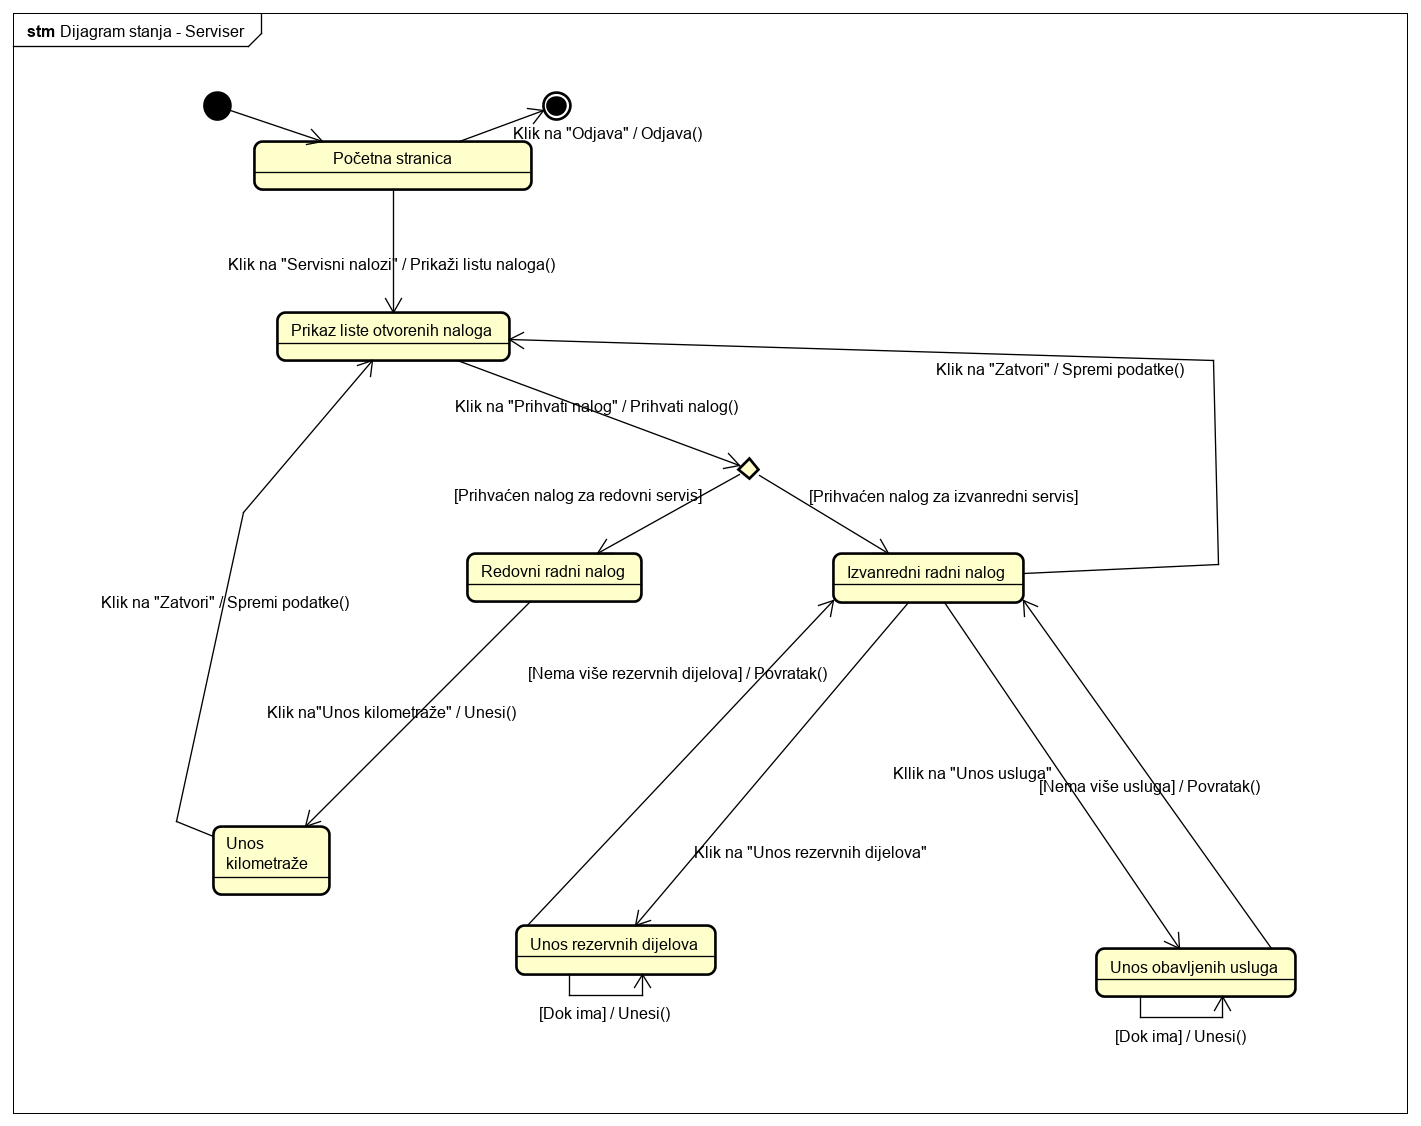 stm Dijagram stanja - Serviser
Klik na "Odjava" / Odjava()
Početna stranica
Klik na "Servisni nalozi" / Prikaži listu naloga()
Prikaz liste otvorenih naloga
Klik na "Zatvori" / Spremi podatke()
Klik na "Prihvati nalog" / Prihvati nalog()
[Prihvaćen nalog za redovni servis]
[Prihvaćen nalog za izvanredni servis]
Redovni radni nalog
Izvanredni radni nalog
Klik na "Zatvori" / Spremi podatke()
[Nema više rezervnih dijelova] / Povratak()
Klik na"Unos kilometraže" / Unesi()
Kllik na "Unos usluga"
[Nema više usluga] / Povratak()
Unos
kilometraže
Klik na "Unos rezervnih dijelova"
Unos rezervnih dijelova
Unos obavljenih usluga
[Dok ima] / Unesi()
[Dok ima] / Unesi()